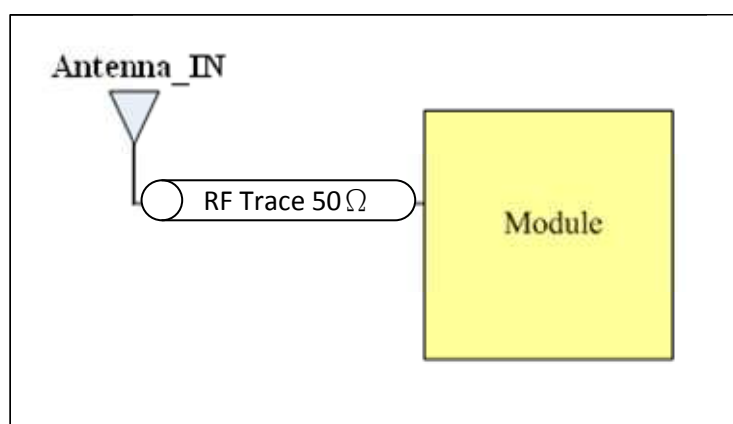 Antenna_IN
RF Trace 50Ω
Module